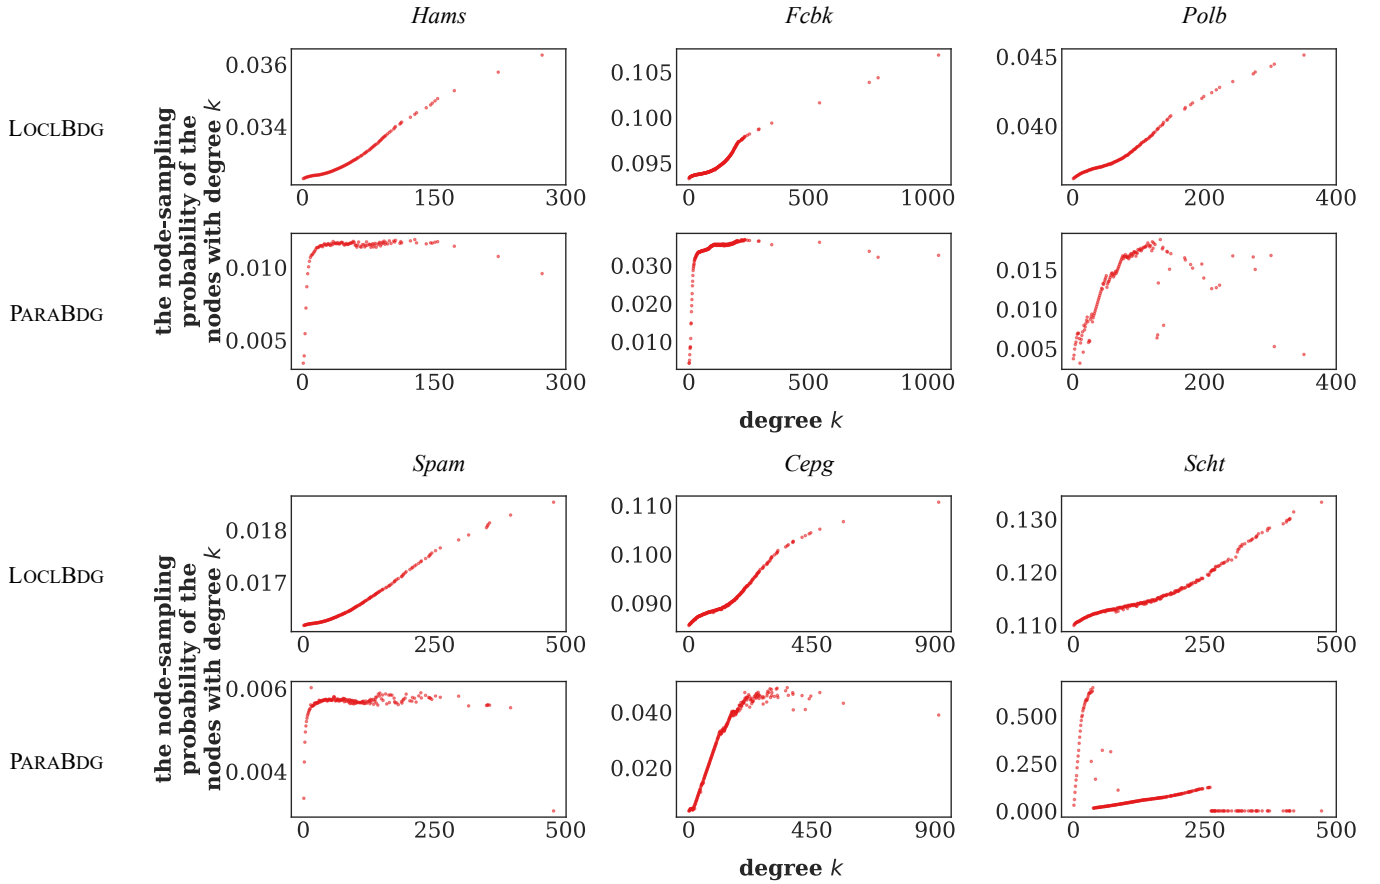 Hams Fcbk Polb
LOCLBDG
the node-sampling
probability of the
nodes with degree k
0.036
0.034
0 150 300
0.105
0.100
0.095
0 500 1000
0.045
0.040
0 200 400
PARABDG
0.010
0.005
0 150 300
0.030
0.020
0.010
0 500 1000
0.015
0.010
0.005
0 200 400
degree k
Spam Cepg Scht
LOCLBDG
the node-sampling
probability of the
nodes with degree k
0.018
0.017
0 250 500
0.110
0.100
0.090
0 450 900
0.130
0.120
0.110
0 250 500
PARABDG
0.006
0.004
0 250 500
0.040
0.020
0 450 900
0.500
0.250
0.000
0 250 500
degree k